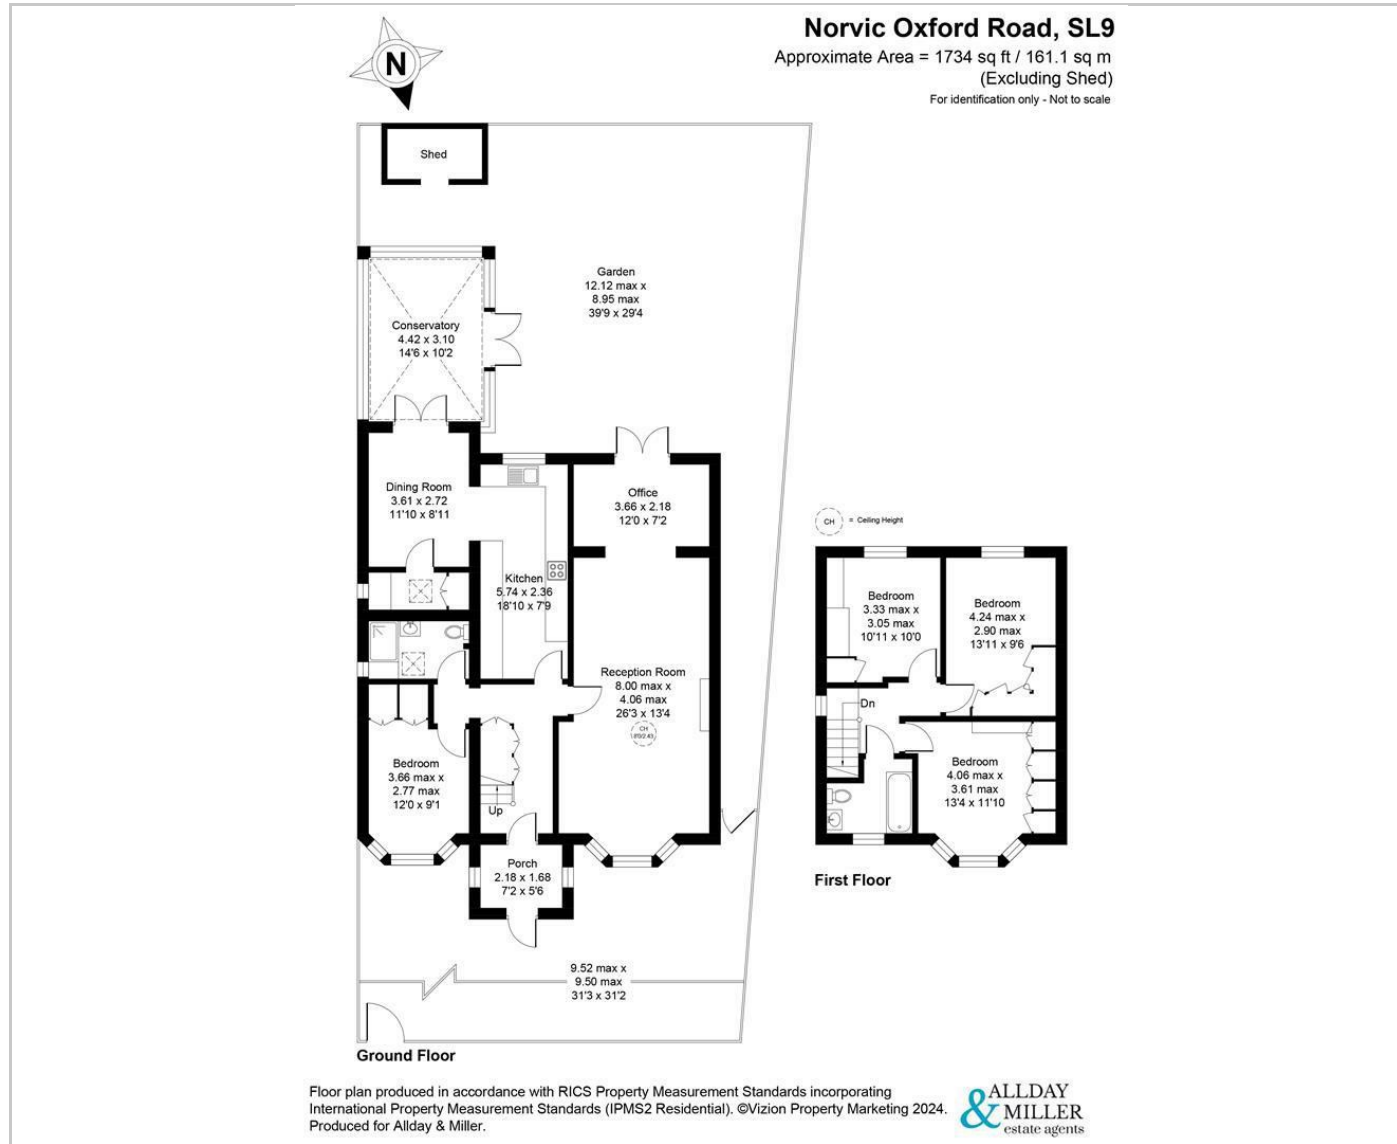 Norvic Oxford Road, SL9
Approximate Area = 1734 sq ft / 161.1 sq m
(Excluding Shed)
For identification only - Not to scale
N
Shed
Garden
12.12 max x
8.95 max
39'9 x 29'4
Conservatory
4.42 x 3.10
14'6 x 10'2
Dining Room
3.61 x 2.72
11'10 x 8'11
Office
3.66 x 2.18
12'0 x 7'2
Kitchen
5.74 x 2.36
18'10 x 7'9
Reception Room
8.00 max x
4.06 max
26'3 x 13'4
CH
8'0/2.43
Bedroom
3.66 max x
2.77 max
12'0 x 9'1
Up
Porch
2.18 x 1.68
7'2 x 5'6
9.52 max x
9.50 max
31'3 x 31'2
Ground Floor
CH = Ceiling Height
Bedroom
3.33 max x
3.05 max
10'11 x 10'0
Bedroom
4.24 max x
2.90 max
13'11 x 9'6
Dn
Bedroom
4.06 max x
3.61 max
13'4 x 11'10
First Floor
Floor plan produced in accordance with RICS Property Measurement Standards incorporating
International Property Measurement Standards (IPMS2 Residential). ©Vizion Property Marketing 2024.
Produced for Allday & Miller.
ALLDAY
& MILLER
estate agents